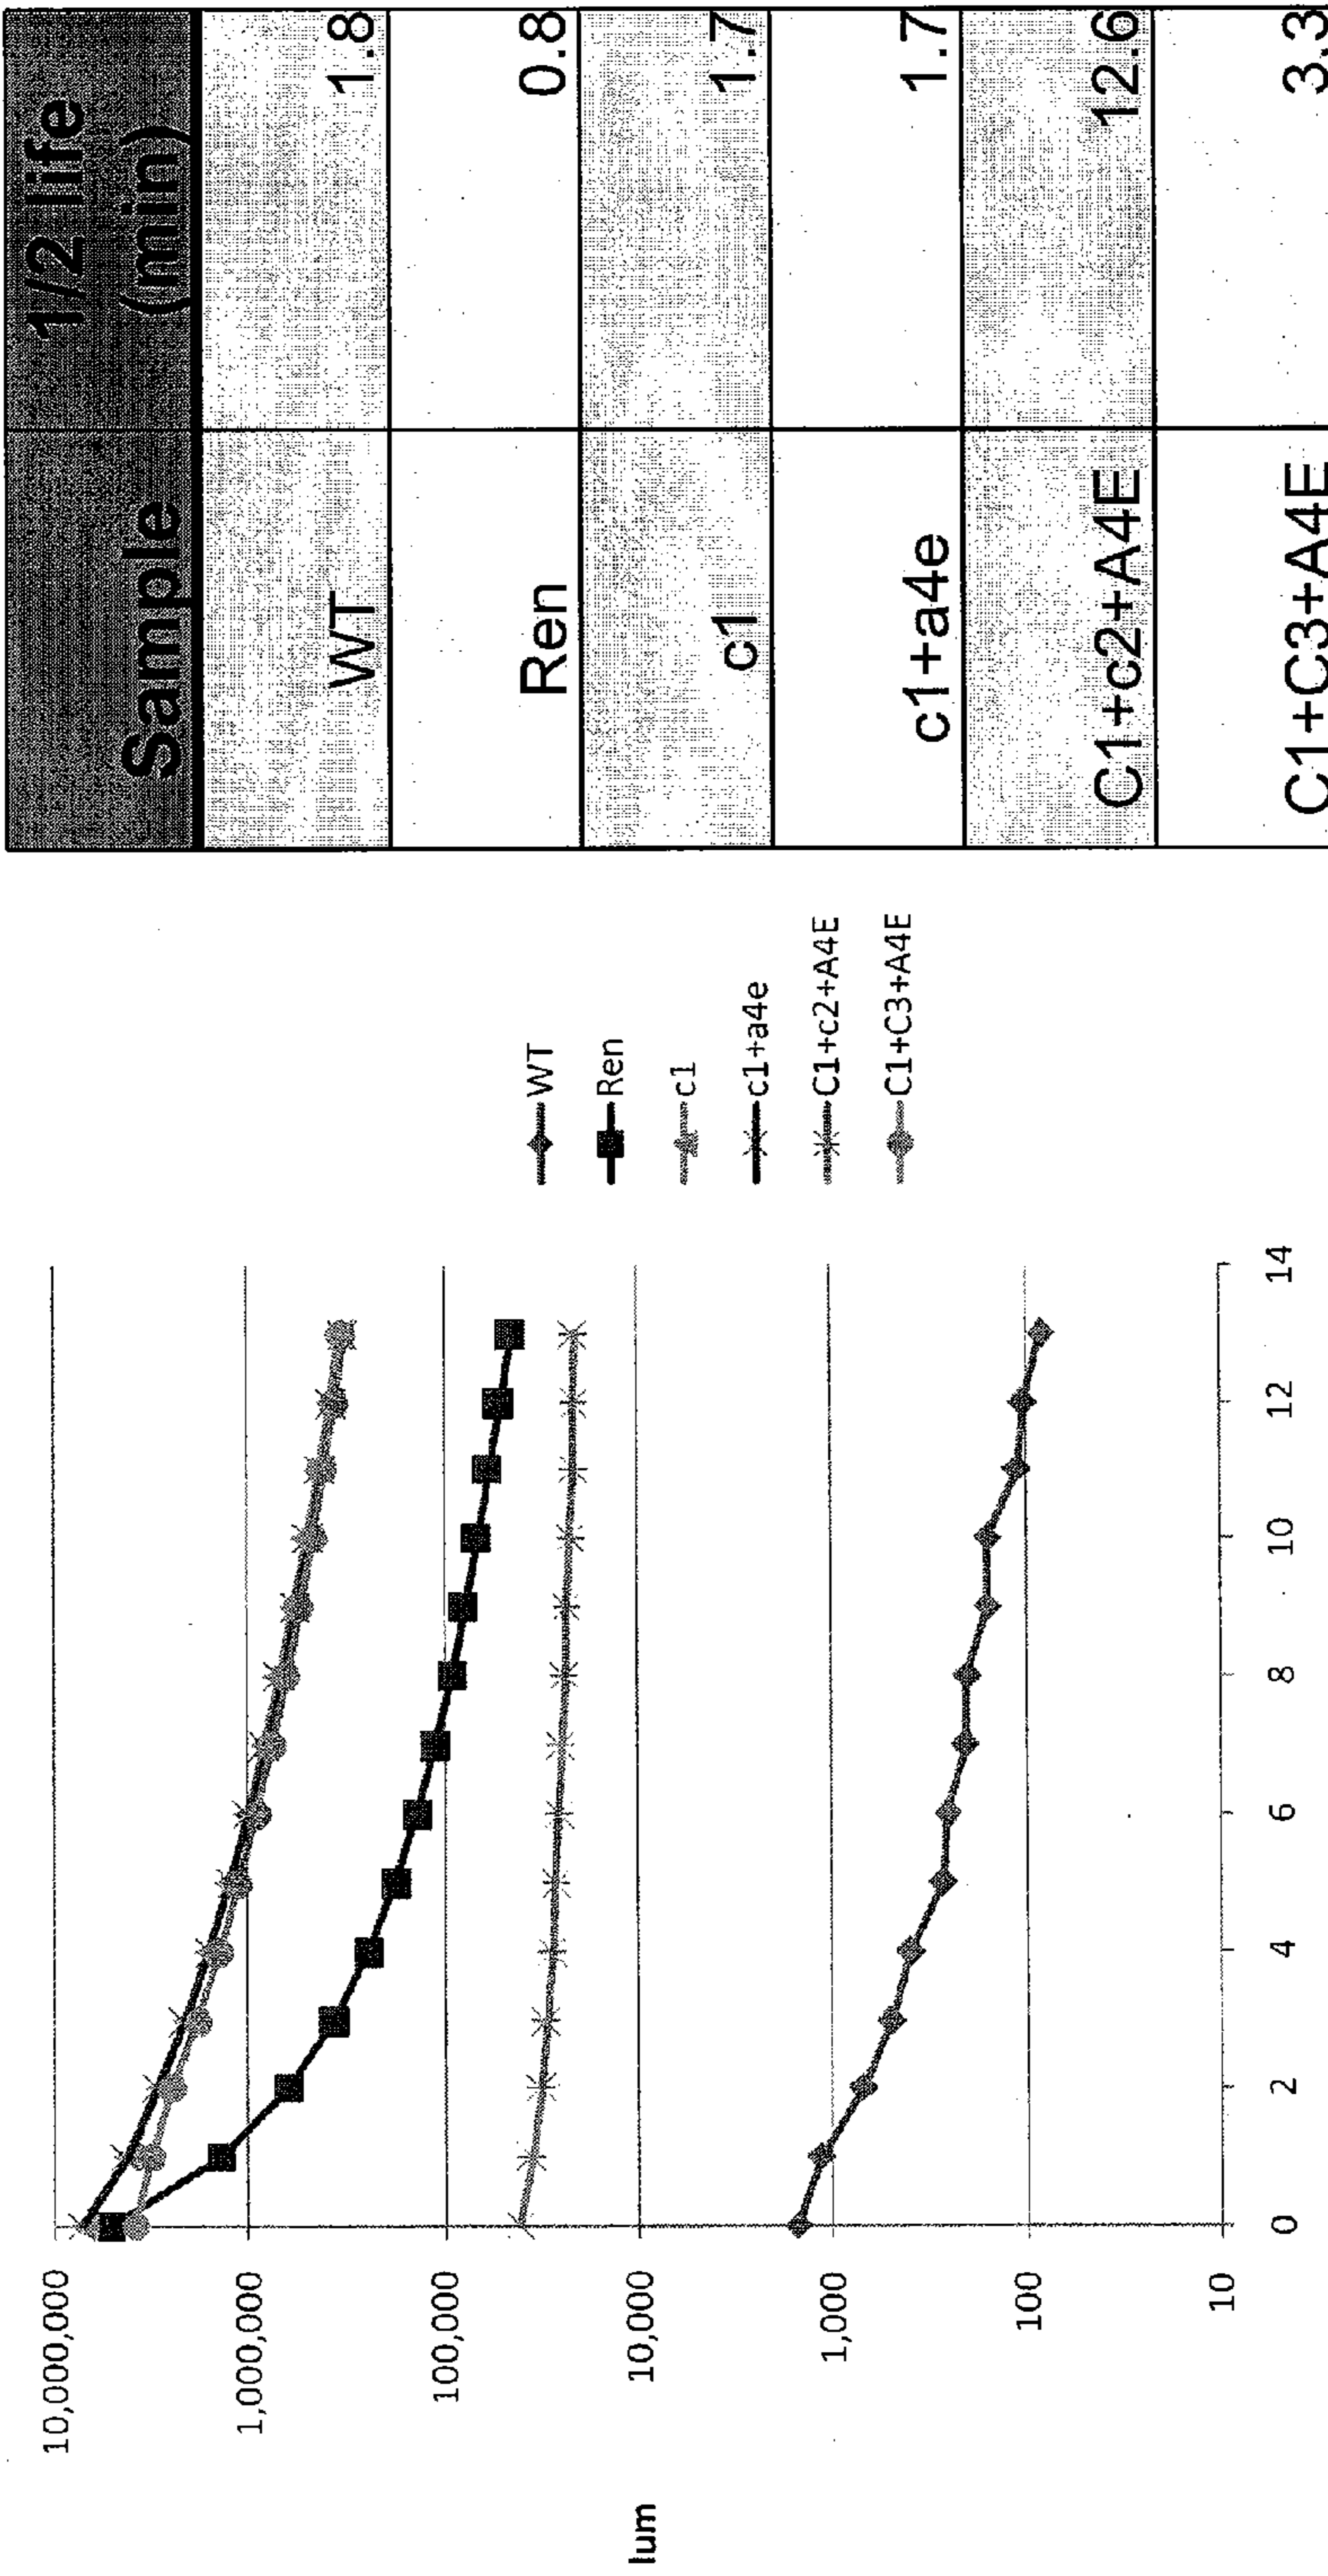 lum
10,000,000
1,000,000
100,000
10,000
1,000
100
10
0 2 4 6 8 10 12 14
WT
Ren
c1
c1+a4e
C1+c2+A4E
C1+C3+A4E
Sample 1/2 life
(min)
WT 1.8
Ren 0.8
c1 1.7
c1+a4e 1.7
C1+c2+A4E 12.6
C1+C3+A4E 3.3